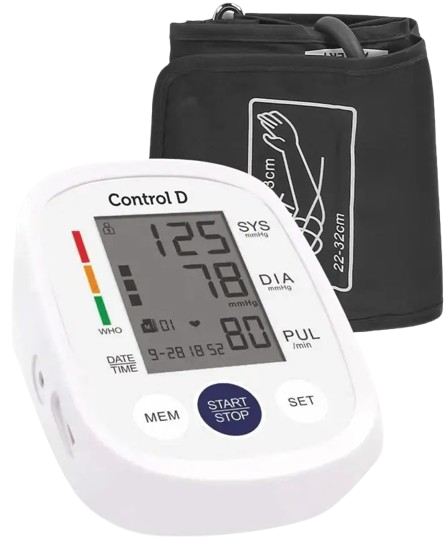 22-32cm
Control D
125
SYS
mmHg
78
DIA
mmHg
mmHg
01
80
PUL
/min
WHO
DATE
TIME
9-28 18 52
MEM
START
STOP
SET